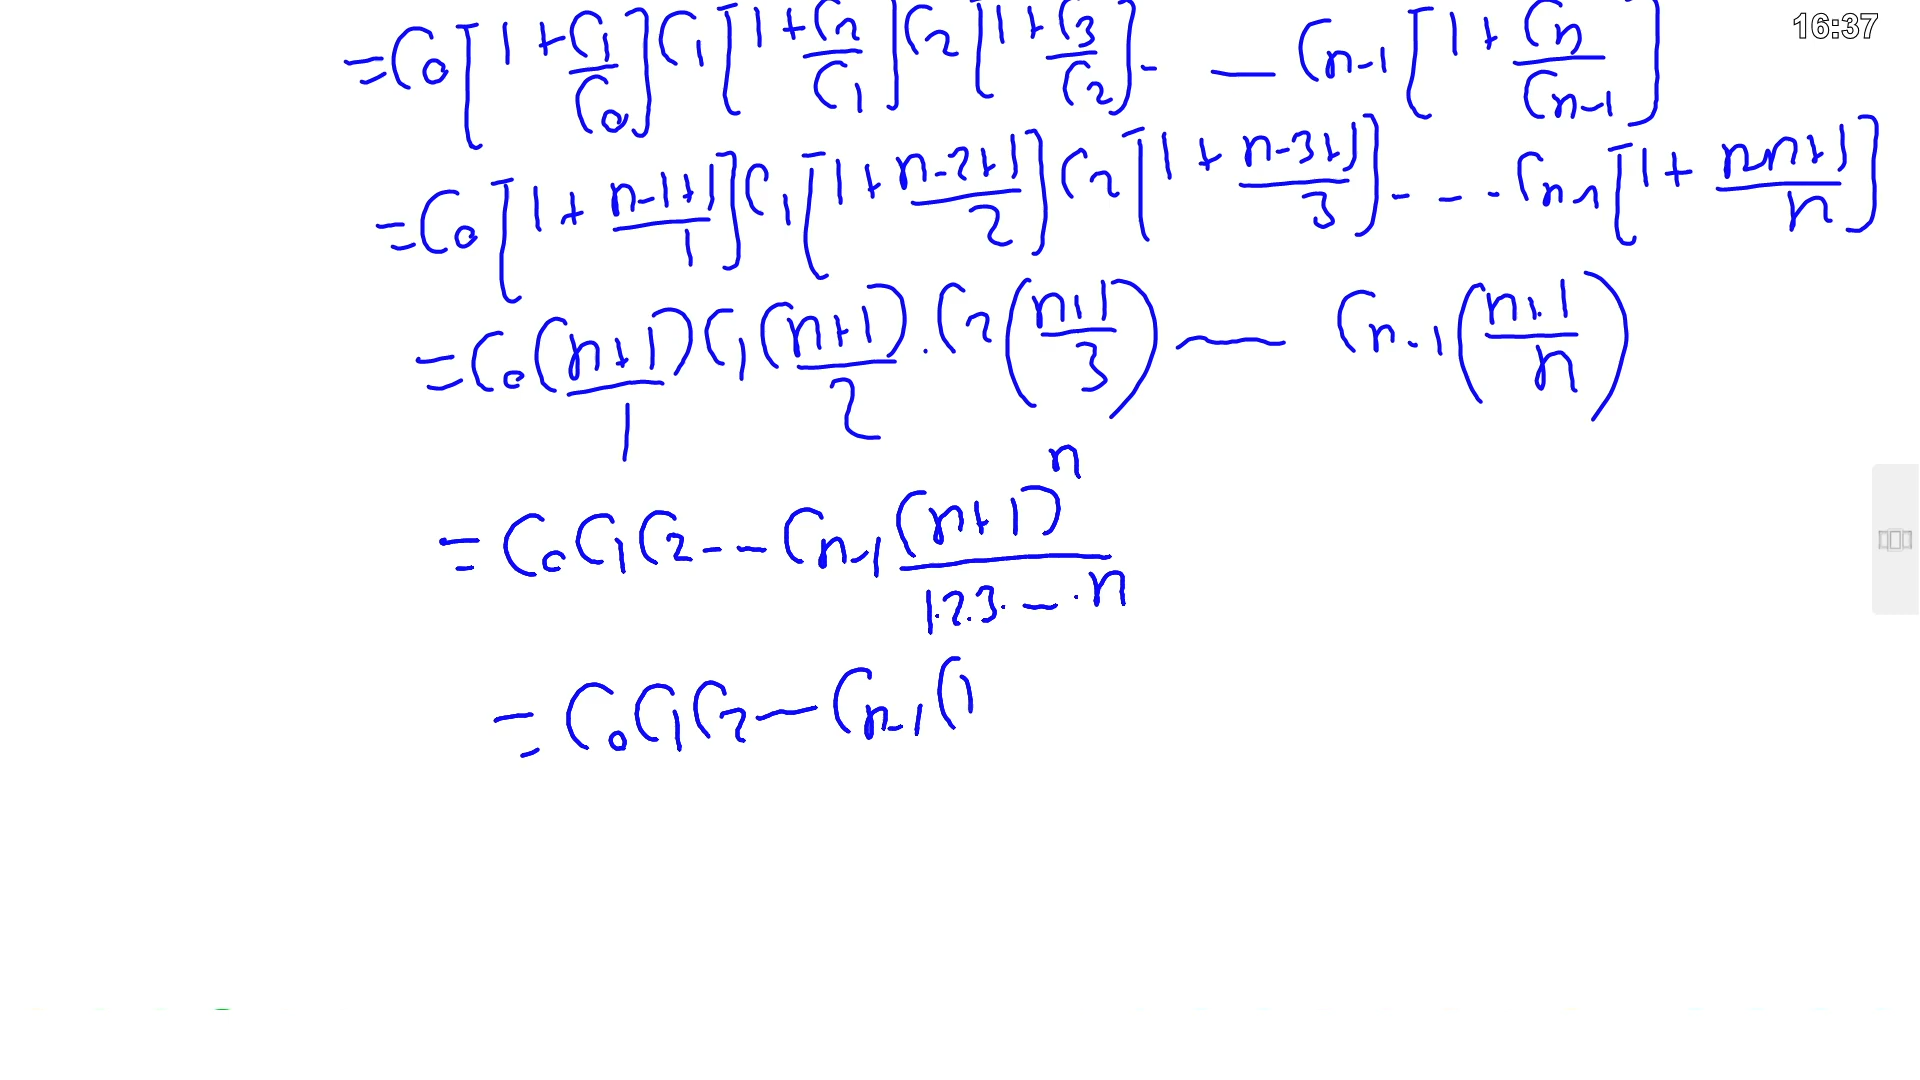 16:37
=C₀[1+C₁/C₀]C₁[1+C₂/C₁]C₂[1+C₃/C₂]- — Cₙ₋₁[1+Cₙ/Cₙ₋₁]
=C₀[1+(n-1+1)/1]C₁[1+(n-2+1)/2]C₂[1+(n-3+1)/3]- - - Cₙ₋₁[1+(n-n+1)/n]
=C₀(n+1)/1 C₁(n+1)/2 . C₂((n+1)/3) — Cₙ₋₁((n+1)/n)
=C₀C₁C₂-- Cₙ₋₁ (n+1)ⁿ/1.2.3. _ .n
=C₀C₁C₂— Cₙ₋₁(1